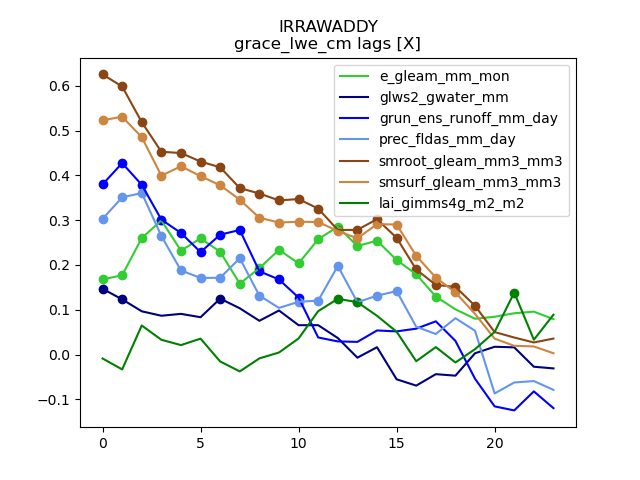 IRRAWADDY
grace_lwe_cm lags [X]
e_gleam_mm_mon
glws2_gwater_mm
grun_ens_runoff_mm_day
prec_fldas_mm_day
smroot_gleam_mm3_mm3
smsurf_gleam_mm3_mm3
lai_gimms4g_m2_m2
0.6
0.5
0.4
0.3
0.2
0.1
0.0
−0.1
0 5 10 15 20